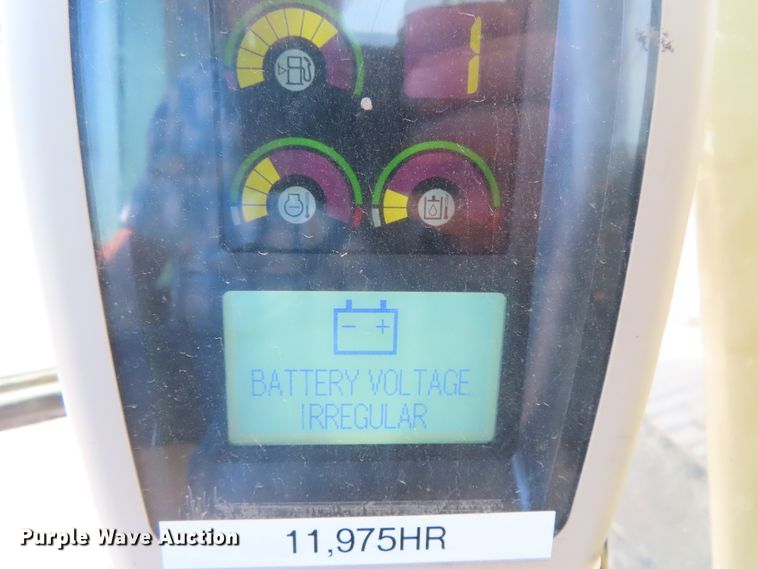 1
BATTERY VOLTAGE
IRREGULAR
Purple Wave Auction
11,975HR